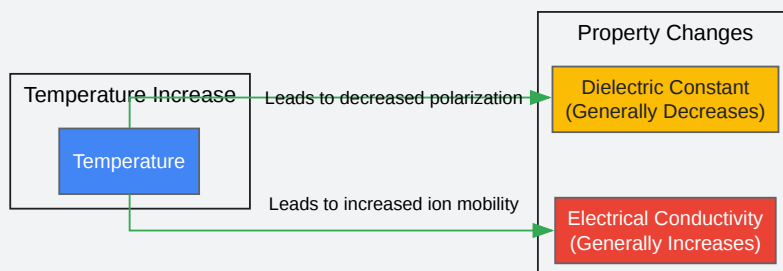 Property Changes
Temperature Increase
Leads to decreased polarization
Dielectric Constant
(Generally Decreases)
Temperature
Leads to increased ion mobility
Electrical Conductivity
(Generally Increases)